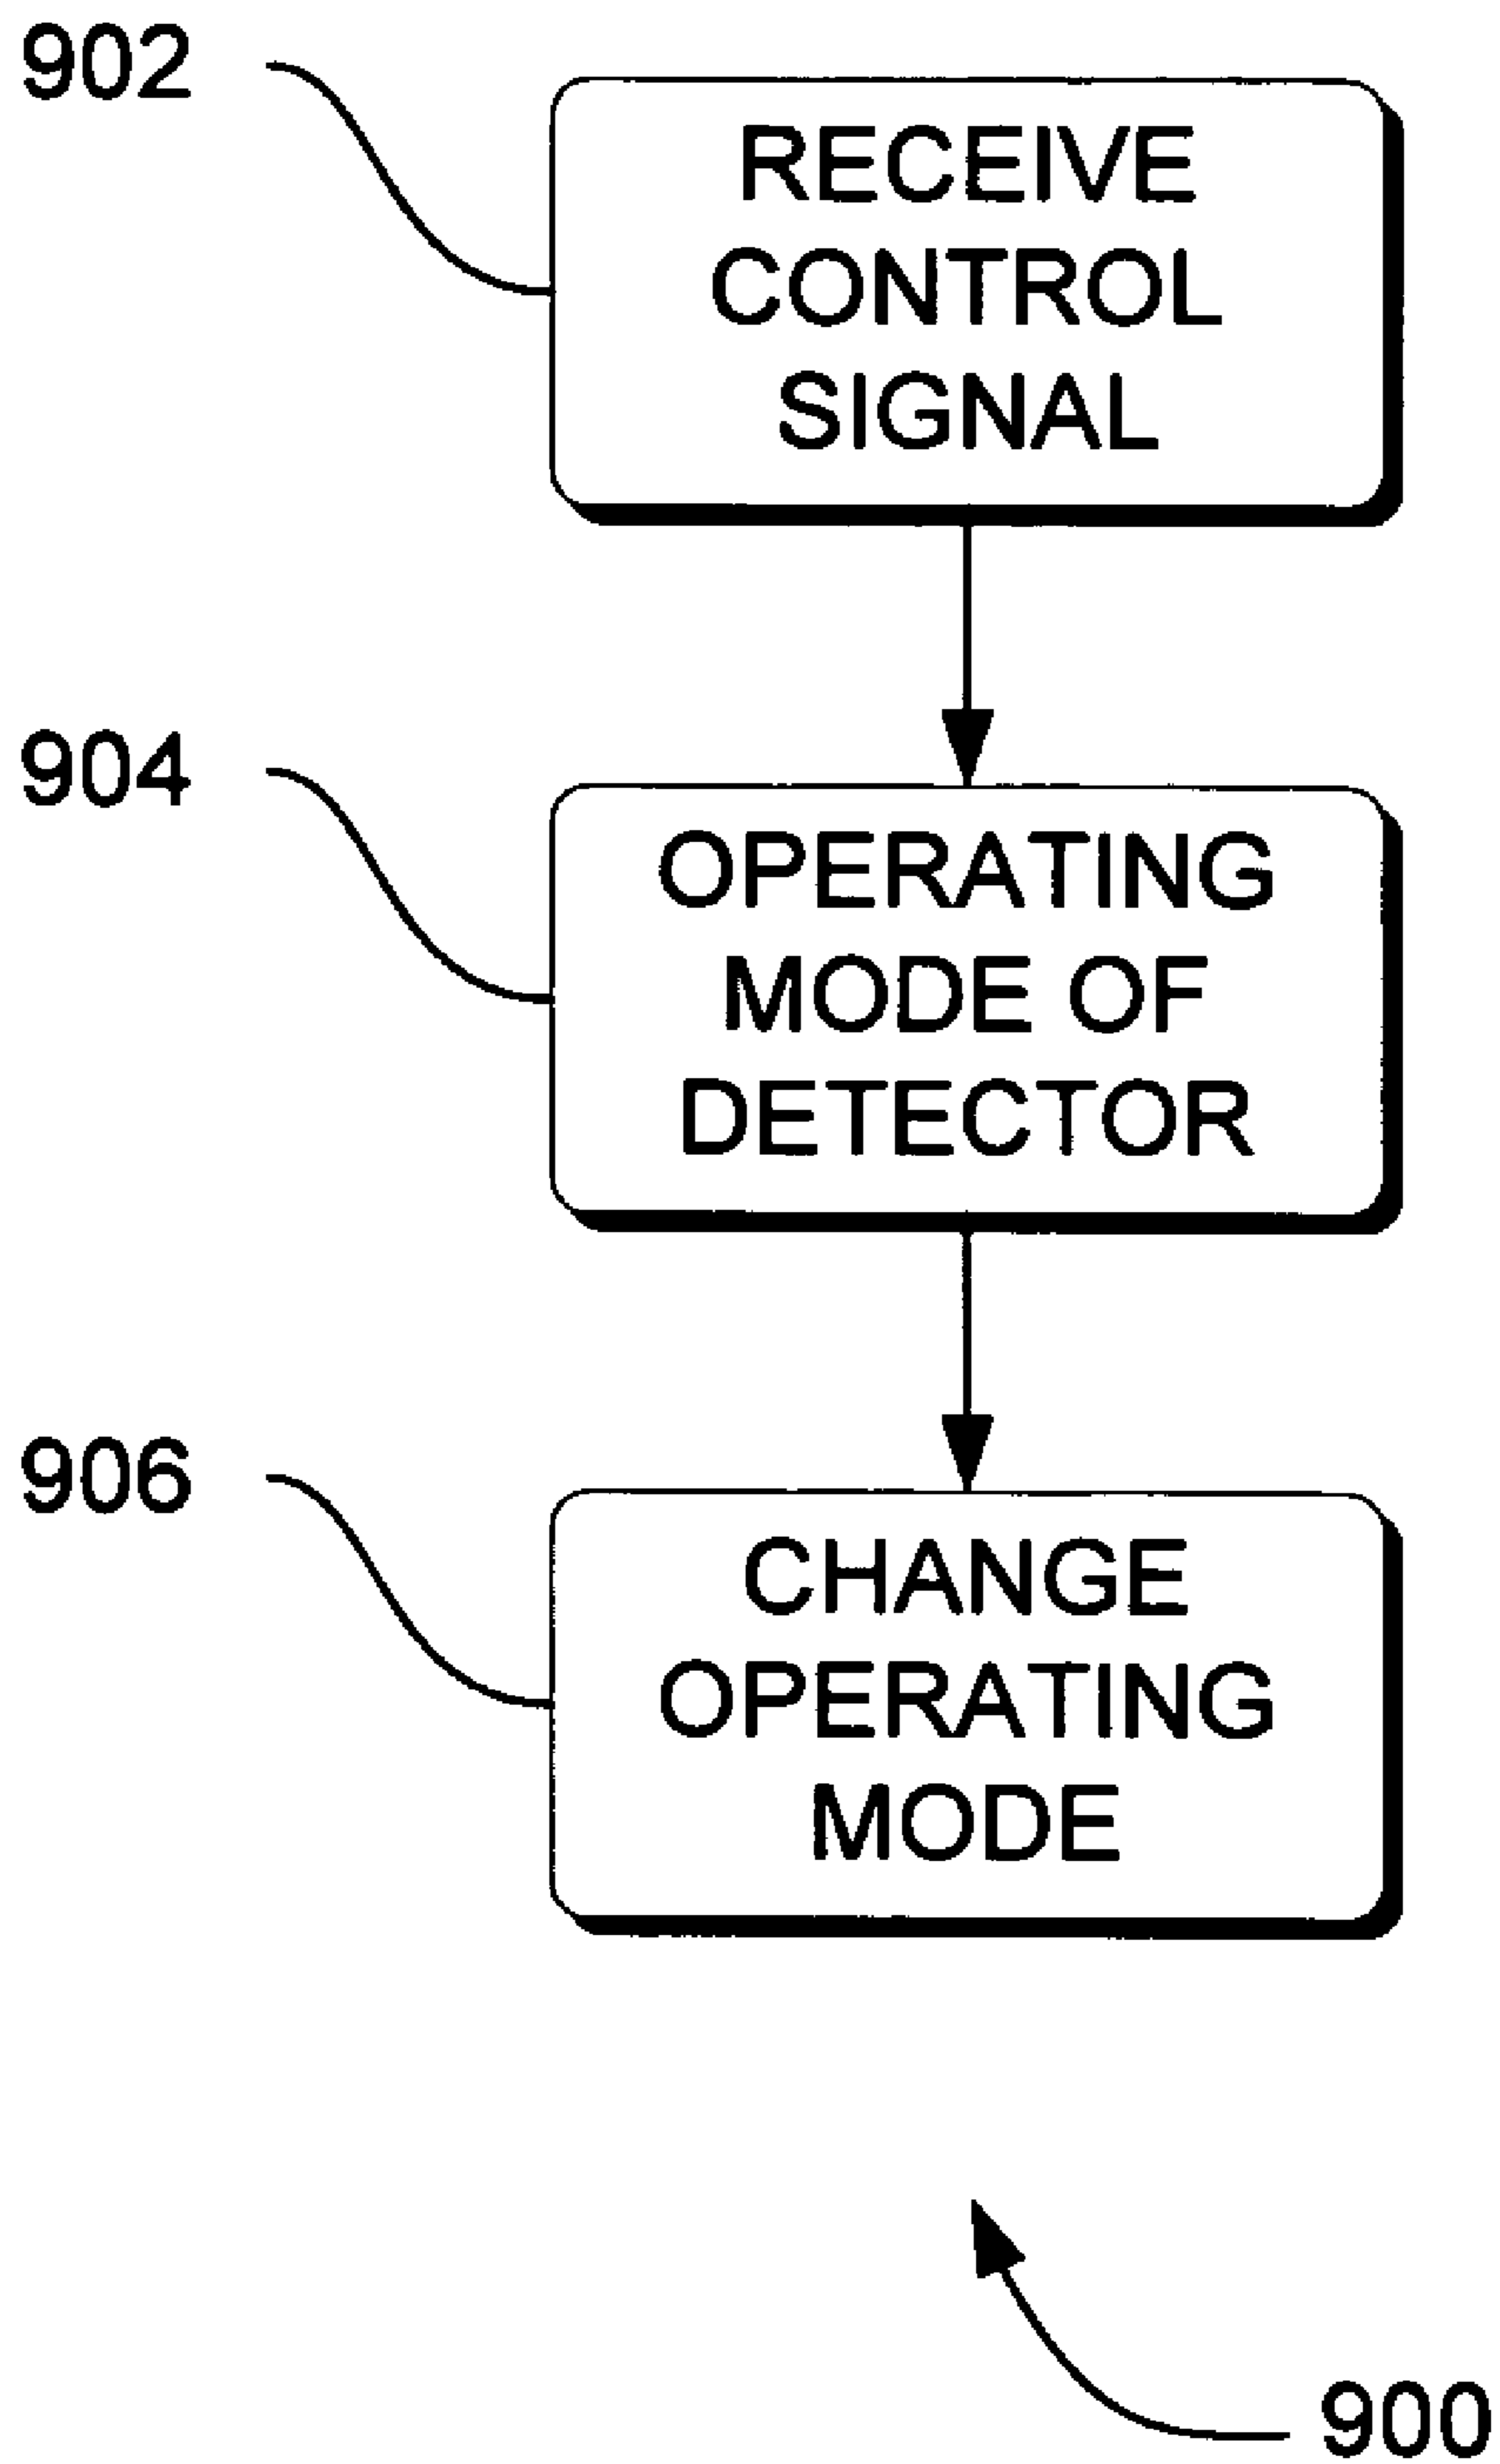 902
RECEIVE
CONTROL
SIGNAL
904
OPERATING
MODE OF
DETECTOR
906
CHANGE
OPERATING
MODE
900